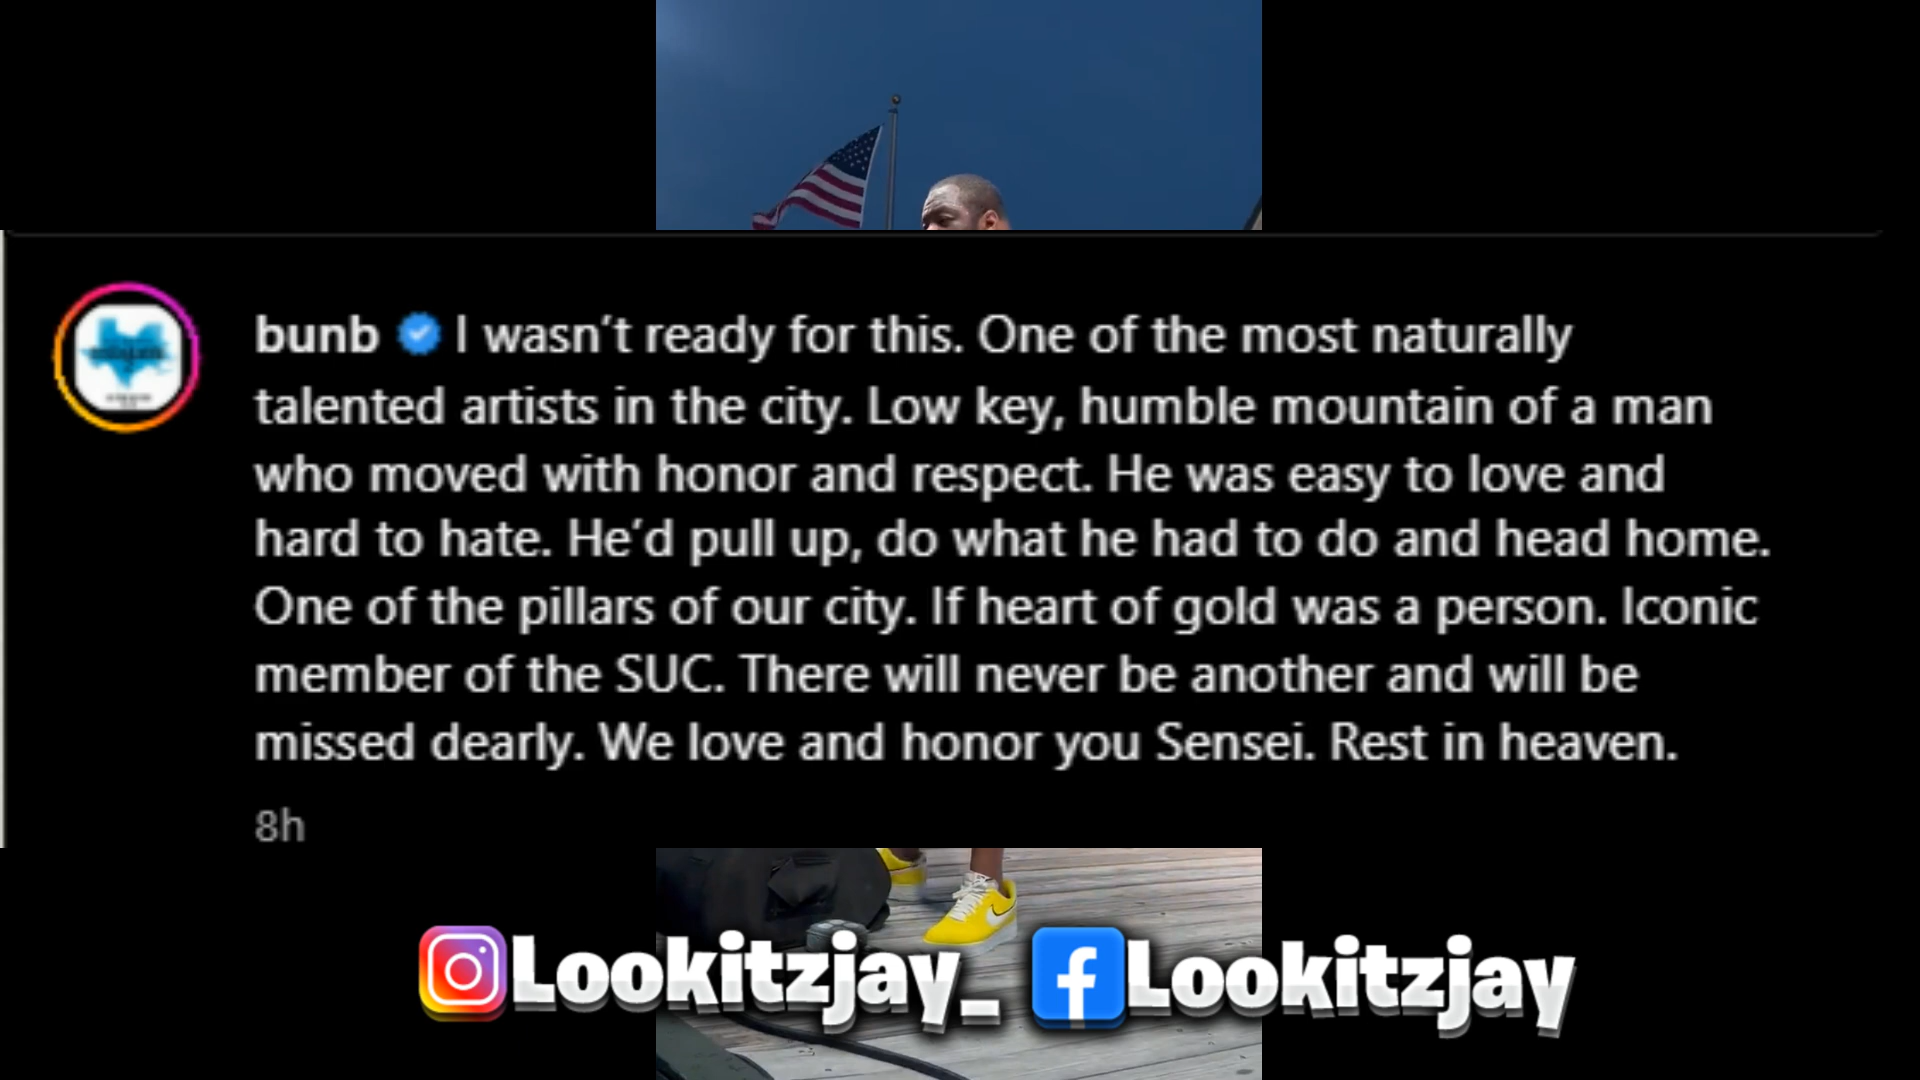 bunb I wasn't ready for this. One of the most naturally
talented artists in the city. Low key, humble mountain of a man
who moved with honor and respect. He was easy to love and
hard to hate. He'd pull up, do what he had to do and head home.
One of the pillars of our city. If heart of gold was a person. Iconic
member of the SUC. There will never be another and will be
missed dearly. We love and honor you Sensei. Rest in heaven.
8h
Lookitzjay_ Lookitzjay